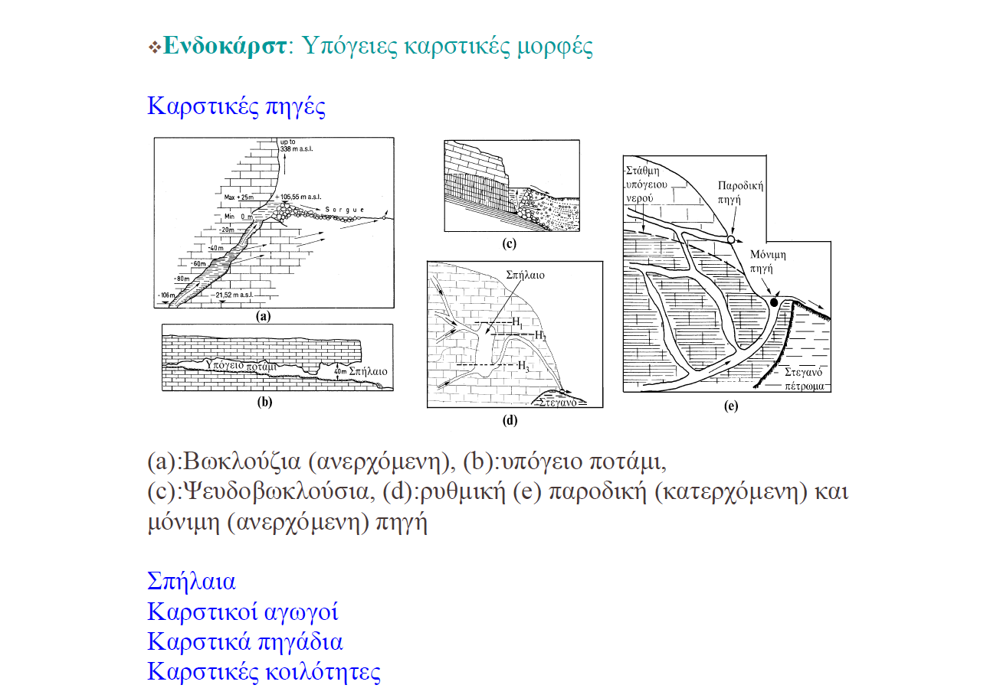 ❖Ενδοκάρστ: Υπόγειες καρστικές μορφές
Καρστικές πηγές
up to
338 m a.s.l.
Max +25m
+105,55 m a.s.l.
Sorgue
Min 0 m
-20m
-40m
-60m
-80m
-106m
-21,52 m a.s.l.
(a)
Υπόγειο ποτάμι
40m Σπήλαιο
(b)
(c)
Σπήλαιο
H1
H2
H3
Στεγανό
(d)
Στάθμη
υπόγειου
νερού
Παροδική
πηγή
Μόνιμη
πηγή
Στεγανό
πέτρωμα
(e)
(a):Βωκλούζια (ανερχόμενη), (b):υπόγειο ποτάμι,
(c):Ψευδοβωκλούσια, (d):ρυθμική (e) παροδική (κατερχόμενη) και
μόνιμη (ανερχόμενη) πηγή
Σπήλαια
Καρστικοί αγωγοί
Καρστικά πηγάδια
Καρστικές κοιλότητες